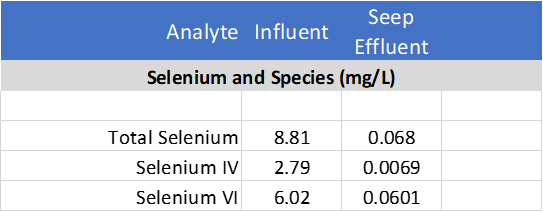 Analyte Influent Seep Effluent
Selenium and Species (mg/L)
Total Selenium 8.81 0.068
Selenium IV 2.79 0.0069
Selenium VI 6.02 0.0601